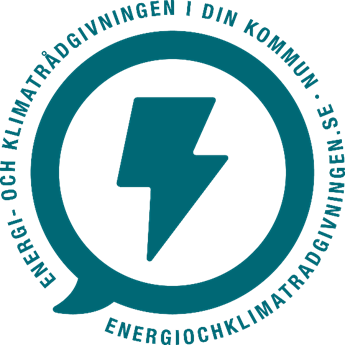 ENERGI- OCH KLIMATRÅDGIVNINGEN I DIN KOMMUN · ENERGIOCHKLIMATRADGIVNINGEN.SE